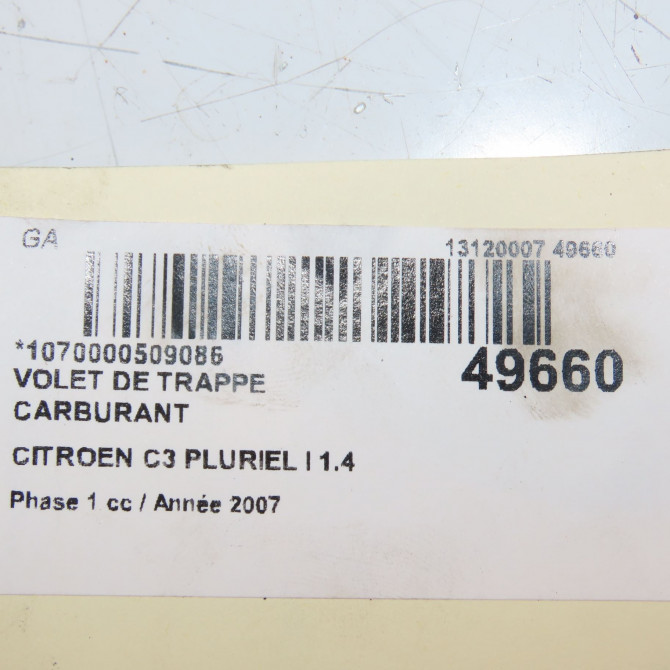 GA
13120007 49660
*1070000509086
49660
VOLET DE TRAPPE
CARBURANT
CITROEN C3 PLURIEL I 1.4
Phase 1 cc / Année 2007